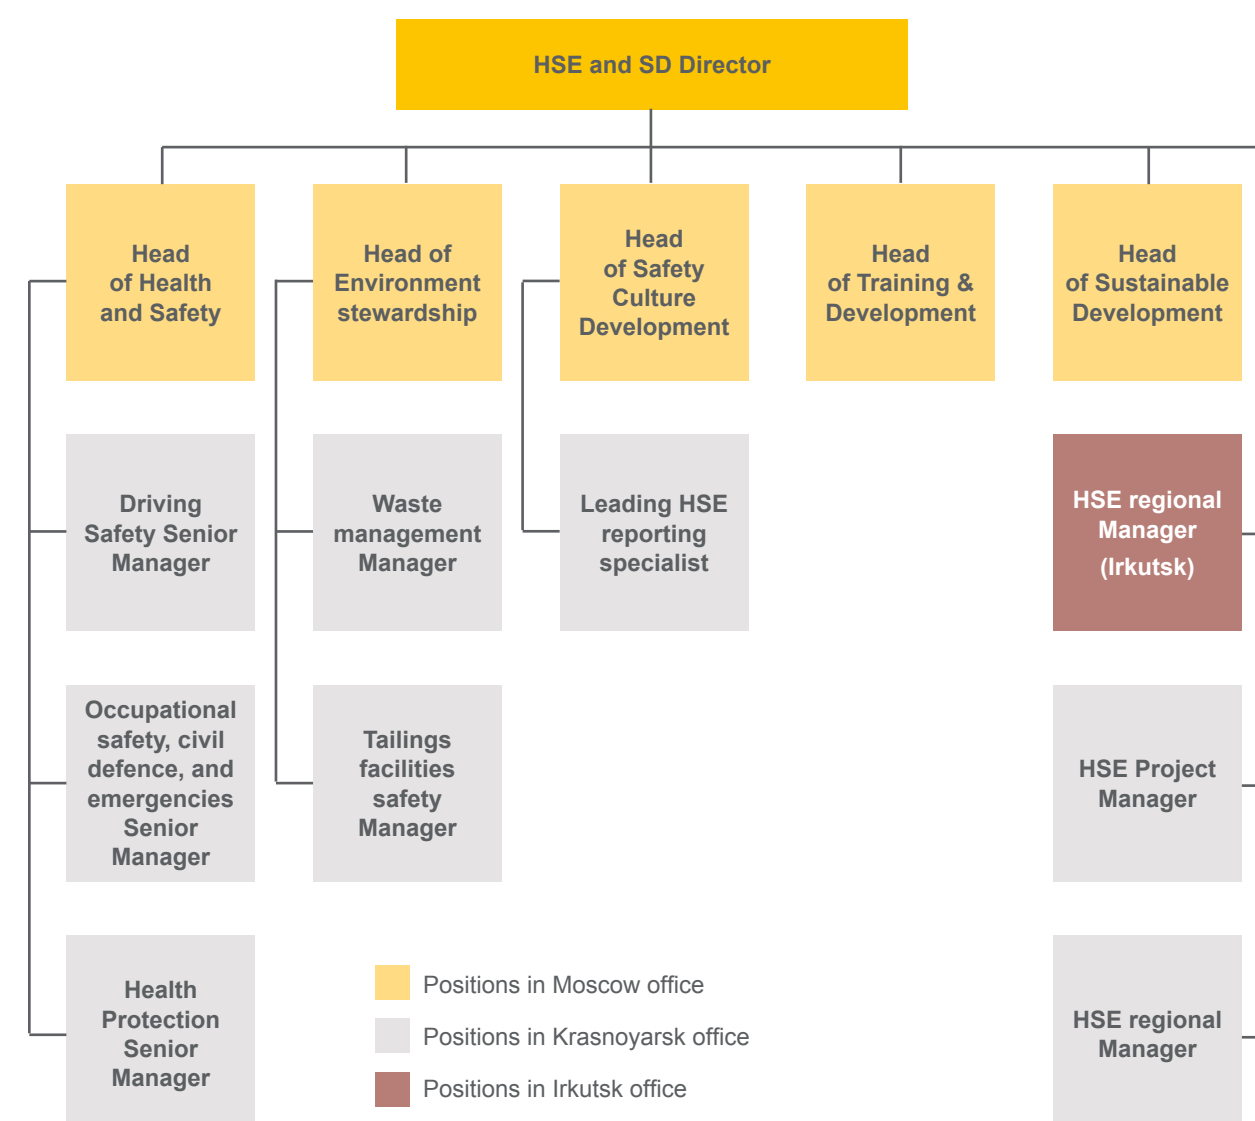 HSE and SD Director
Head
of Health
and Safety
Head of
Environment
stewardship
Head
of Safety
Culture
Development
Head
of Training &
Development
Head
of Sustainable
Development
Driving
Safety Senior
Manager
Waste
management
Manager
Leading HSE
reporting
specialist
HSE regional
Manager
(Irkutsk)
Occupational
safety, civil
defence, and
emergencies
Senior
Manager
Tailings
facilities
safety
Manager
HSE Project
Manager
Health
Protection
Senior
Manager
HSE regional
Manager
Positions in Moscow office
Positions in Krasnoyarsk office
Positions in Irkutsk office